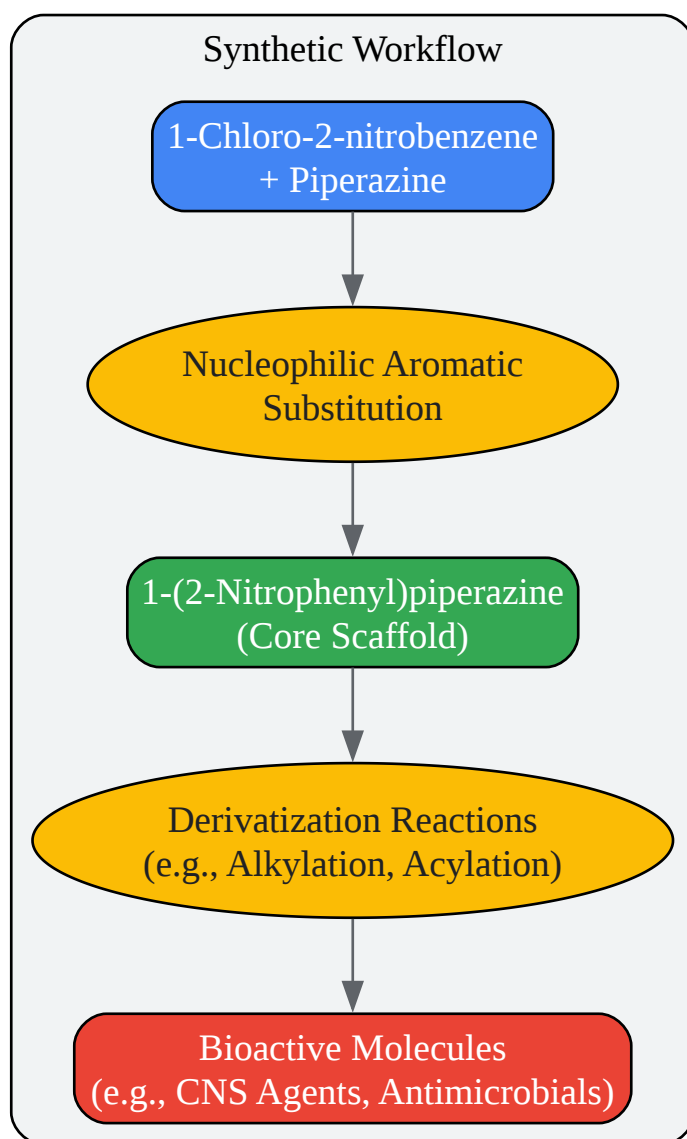 Synthetic Workflow
1-Chloro-2-nitrobenzene
+ Piperazine
Nucleophilic Aromatic
Substitution
1-(2-Nitrophenyl)piperazine
(Core Scaffold)
Derivatization Reactions
(e.g., Alkylation, Acylation)
Bioactive Molecules
(e.g., CNS Agents, Antimicrobials)